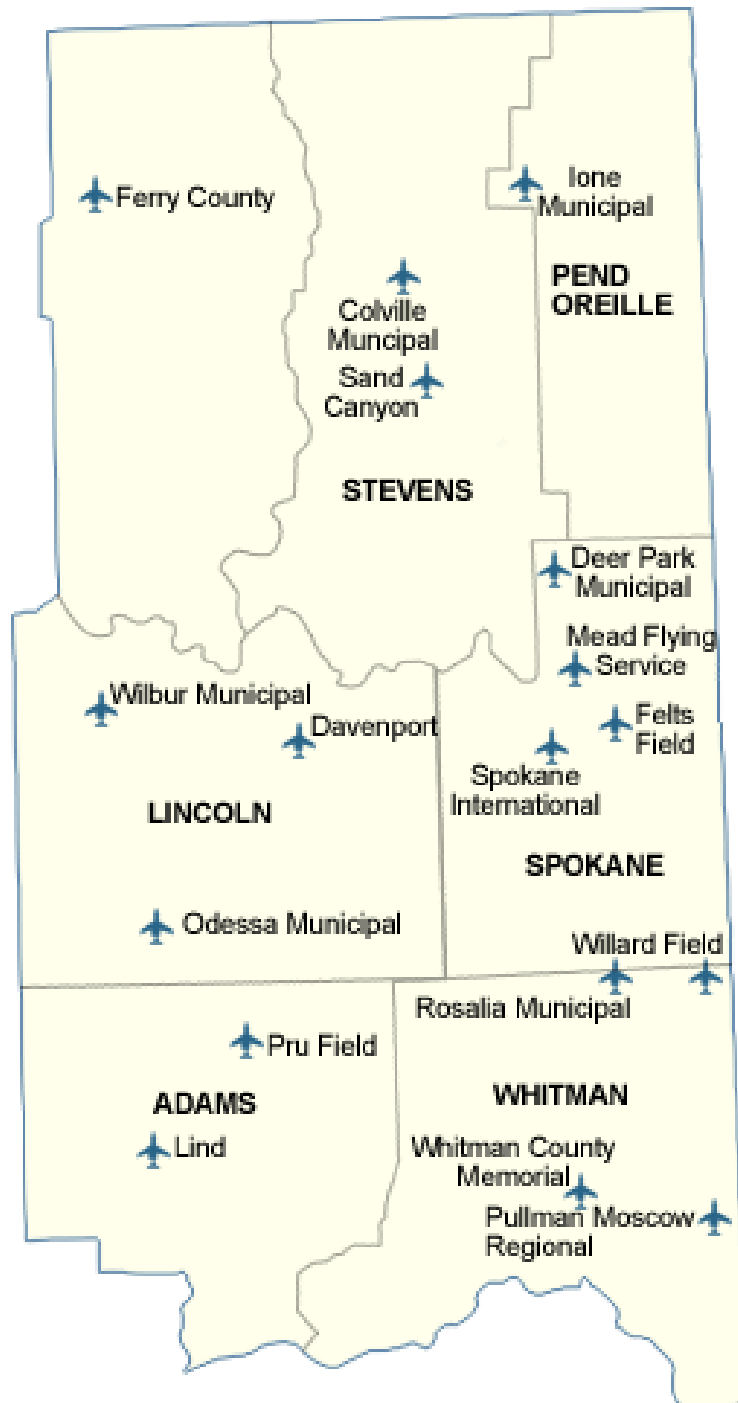 Ferry County
Ione
Municipal
PEND
OREILLE
Colville
Muncipal
Sand
Canyon
STEVENS
Deer Park
Municipal
Mead Flying
Service
Wilbur Municipal
Davenport
Felts
Field
Spokane
International
LINCOLN
SPOKANE
Odessa Municipal
Willard Field
Rosalia Municipal
Pru Field
ADAMS
WHITMAN
Lind
Whitman County
Memorial
Pullman Moscow
Regional